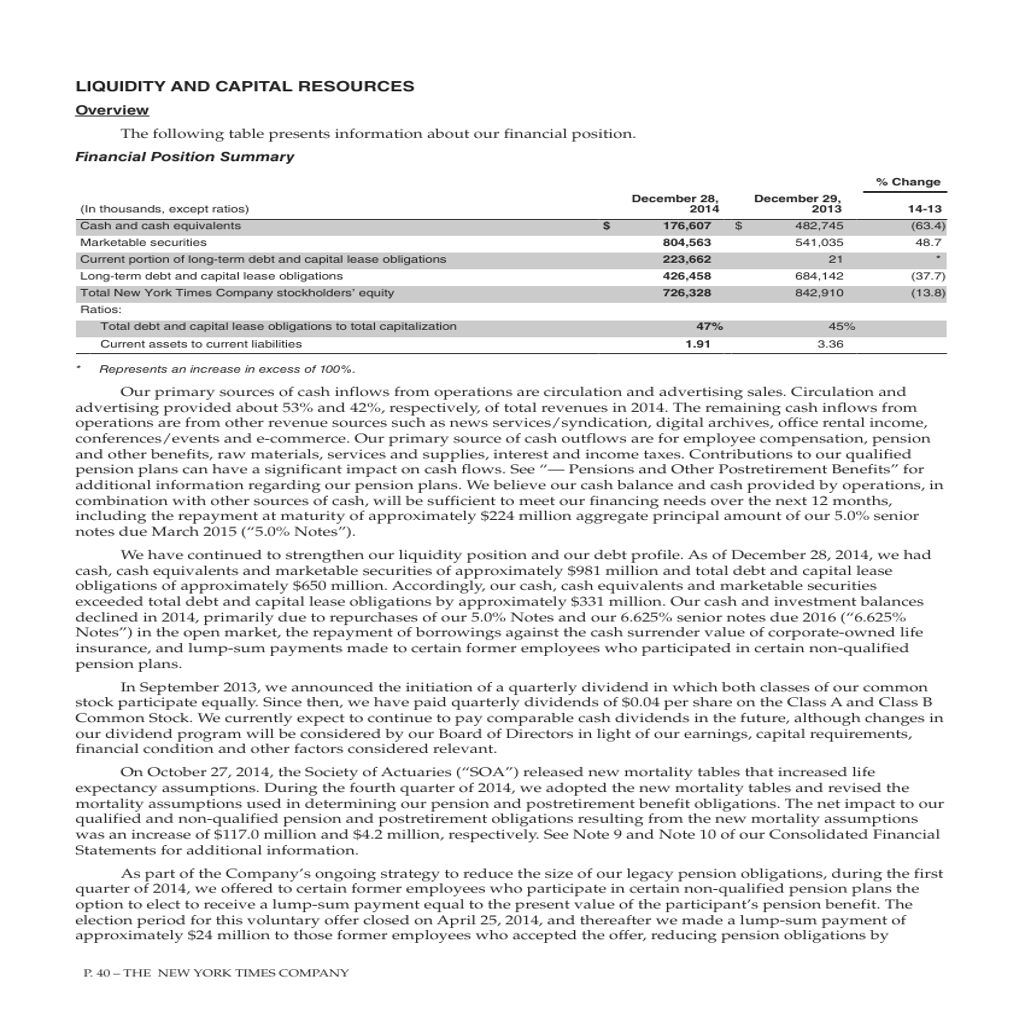 LIQUIDITY AND CAPITAL RESOURCES
Overview
The following table presents information about our financial position.
Financial Position Summary
% Change
(In thousands, except ratios) December 28, 2014 December 29, 2013 14-13
Cash and cash equivalents $ 176,607 $ 482,745 (63.4)
Marketable securities 804,563 541,035 48.7
Current portion of long-term debt and capital lease obligations 223,662 21 *
Long-term debt and capital lease obligations 426,458 684,142 (37.7)
Total New York Times Company stockholders’ equity 726,328 842,910 (13.8)
Ratios:
Total debt and capital lease obligations to total capitalization 47% 45%
Current assets to current liabilities 1.91 3.36
* Represents an increase in excess of 100%.
Our primary sources of cash inflows from operations are circulation and advertising sales. Circulation and
advertising provided about 53% and 42%, respectively, of total revenues in 2014. The remaining cash inflows from
operations are from other revenue sources such as news services/syndication, digital archives, office rental income,
conferences/events and e-commerce. Our primary source of cash outflows are for employee compensation, pension
and other benefits, raw materials, services and supplies, interest and income taxes. Contributions to our qualified
pension plans can have a significant impact on cash flows. See “— Pensions and Other Postretirement Benefits” for
additional information regarding our pension plans. We believe our cash balance and cash provided by operations, in
combination with other sources of cash, will be sufficient to meet our financing needs over the next 12 months,
including the repayment at maturity of approximately $224 million aggregate principal amount of our 5.0% senior
notes due March 2015 (“5.0% Notes”).
We have continued to strengthen our liquidity position and our debt profile. As of December 28, 2014, we had
cash, cash equivalents and marketable securities of approximately $981 million and total debt and capital lease
obligations of approximately $650 million. Accordingly, our cash, cash equivalents and marketable securities
exceeded total debt and capital lease obligations by approximately $331 million. Our cash and investment balances
declined in 2014, primarily due to repurchases of our 5.0% Notes and our 6.625% senior notes due 2016 (“6.625%
Notes”) in the open market, the repayment of borrowings against the cash surrender value of corporate-owned life
insurance, and lump-sum payments made to certain former employees who participated in certain non-qualified
pension plans.
In September 2013, we announced the initiation of a quarterly dividend in which both classes of our common
stock participate equally. Since then, we have paid quarterly dividends of $0.04 per share on the Class A and Class B
Common Stock. We currently expect to continue to pay comparable cash dividends in the future, although changes in
our dividend program will be considered by our Board of Directors in light of our earnings, capital requirements,
financial condition and other factors considered relevant.
On October 27, 2014, the Society of Actuaries (“SOA”) released new mortality tables that increased life
expectancy assumptions. During the fourth quarter of 2014, we adopted the new mortality tables and revised the
mortality assumptions used in determining our pension and postretirement benefit obligations. The net impact to our
qualified and non-qualified pension and postretirement obligations resulting from the new mortality assumptions
was an increase of $117.0 million and $4.2 million, respectively. See Note 9 and Note 10 of our Consolidated Financial
Statements for additional information.
As part of the Company’s ongoing strategy to reduce the size of our legacy pension obligations, during the first
quarter of 2014, we offered to certain former employees who participate in certain non-qualified pension plans the
option to elect to receive a lump-sum payment equal to the present value of the participant’s pension benefit. The
election period for this voluntary offer closed on April 25, 2014, and thereafter we made a lump-sum payment of
approximately $24 million to those former employees who accepted the offer, reducing pension obligations by
P. 40 – THE NEW YORK TIMES COMPANY